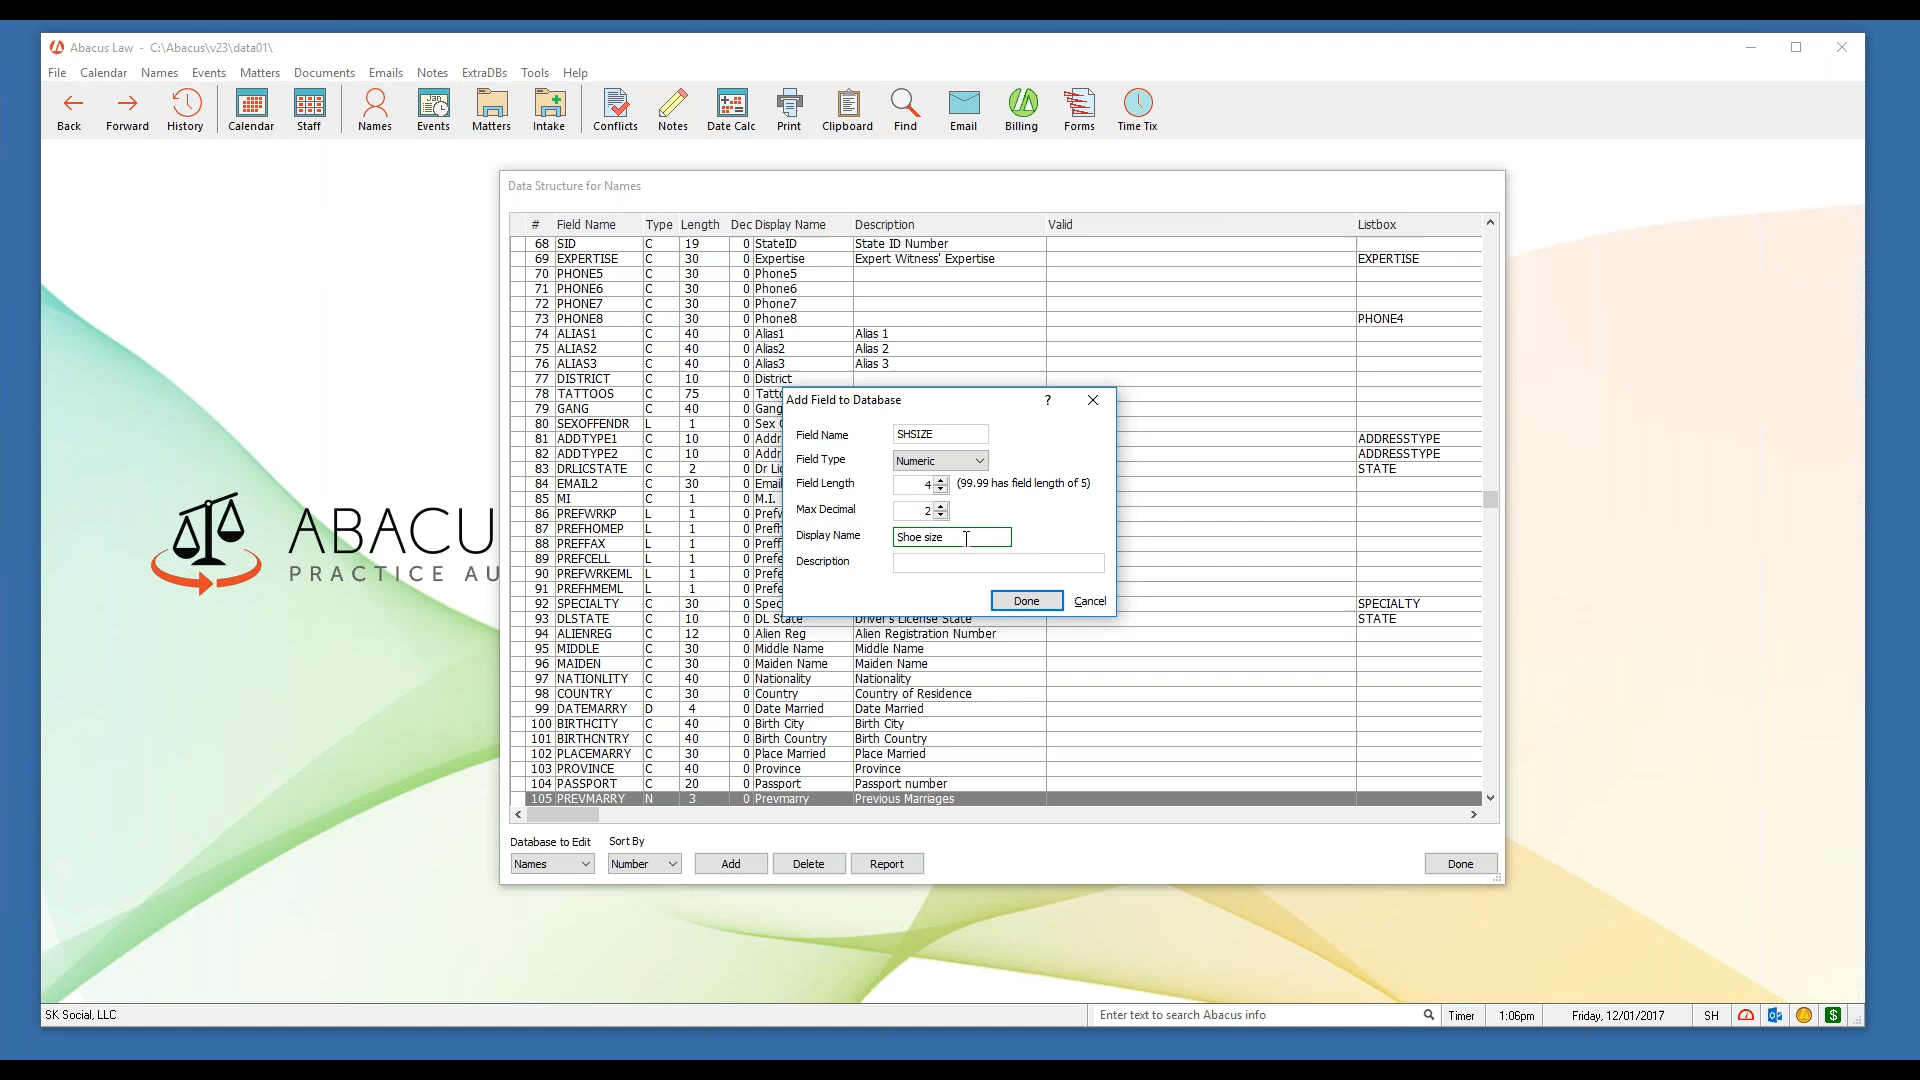 Abacus Law - C:\Abacus\v23\data01\
File Calendar Names Events Matters Documents Emails Notes ExtraDBs Tools Help
Back Forward History Calendar Staff Names Events Matters Intake Conflicts Notes Date Calc Print Clipboard Find Email Billing Forms Time Tix
Data Structure for Names
# Field Name Type Length Dec Display Name Description Valid Listbox
68 SID C 19 0 StateID State ID Number
69 EXPERTISE C 30 0 Expertise Expert Witness' Expertise EXPERTISE
70 PHONE5 C 30 0 Phone5
71 PHONE6 C 30 0 Phone6
72 PHONE7 C 30 0 Phone7
73 PHONE8 C 30 0 Phone8 PHONE4
74 ALIAS1 C 40 0 Alias1 Alias 1
75 ALIAS2 C 40 0 Alias2 Alias 2
76 ALIAS3 C 40 0 Alias3 Alias 3
77 DISTRICT C 10 0 District
78 TATTOOS C 75 0
79 GANG C 40 0 Gang
80 SEXOFFENDR L 1 0 Sex
81 ADDTYPE1 C 10 0 Addr ADDRESSTYPE
82 ADDTYPE2 C 10 0 Addr ADDRESSTYPE
83 DRLICSTATE C 2 0 Dr Lic STATE
84 EMAIL2 C 30 0 Email
85 MI C 1 0 M.I.
86 PREFWRKP L 1 0
87 PREFHOMEP L 1 0
88 PREFFAX L 1 0
89 PREFCELL L 1 0 Prefe
90 PREFWRKEML L 1 0 Prefe
91 PREFHMEML L 1 0 Prefe
92 SPECIALTY C 30 0 Spec SPECIALTY
93 DLSTATE C 10 0 DL State Driver's License State STATE
94 ALIENREG C 12 0 Alien Reg Alien Registration Number
95 MIDDLE C 30 0 Middle Name Middle Name
96 MAIDEN C 30 0 Maiden Name Maiden Name
97 NATIONLITY C 40 0 Nationality Nationality
98 COUNTRY C 30 0 Country Country of Residence
99 DATEMARRY D 4 0 Date Married Date Married
100 BIRTHCITY C 40 0 Birth City Birth City
101 BIRTHCNTRY C 40 0 Birth Country Birth Country
102 PLACEMARRY C 30 0 Place Married Place Married
103 PROVINCE C 40 0 Province Province
104 PASSPORT C 20 0 Passport Passport number
105 PREVMARRY N 3 0 Prevmarry Previous Marriages
Add Field to Database ?
Field Name SHSIZE
Field Type Numeric
Field Length 4 (99.99 has field length of 5)
Max Decimal 2
Display Name Shoe size
Description
Done Cancel
ABACU
PRACTICE AU
Database to Edit Sort By
Names Number Add Delete Report Done
SK Social, LLC Enter text to search Abacus info Timer 1:06pm Friday, 12/01/2017 SH $